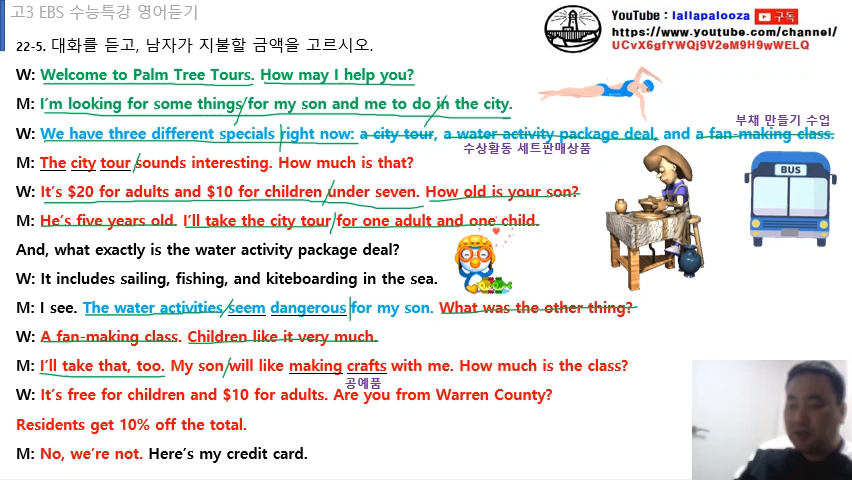 고3 EBS 수능특강 영어듣기
YouTube : lallapalooza 구독
https://www.youtube.com/channel/
UCvX6gfYWQj9V2eM9H9wWELQ
22-5. 대화를 듣고, 남자가 지불할 금액을 고르시오.
W: Welcome to Palm Tree Tours. How may I help you?
M: I’m looking for some things for my son and me to do in the city.
부채 만들기 수업
W: We have three different specials right now: a city tour, a water activity package deal, and a fan-making class.
수상활동 세트판매상품
M: The city tour sounds interesting. How much is that?
BUS
W: It’s $20 for adults and $10 for children under seven. How old is your son?
M: He’s five years old. I’ll take the city tour for one adult and one child.
And, what exactly is the water activity package deal?
W: It includes sailing, fishing, and kiteboarding in the sea.
M: I see. The water activities seem dangerous for my son. What was the other thing?
W: A fan-making class. Children like it very much.
M: I’ll take that, too. My son will like making crafts with me. How much is the class?
공예품
W: It’s free for children and $10 for adults. Are you from Warren County?
Residents get 10% off the total.
M: No, we’re not. Here’s my credit card.